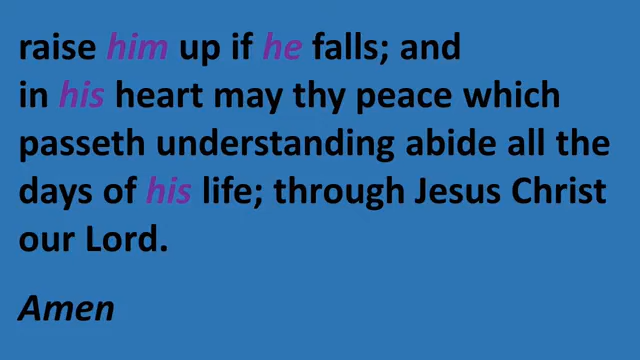 raise him up if he falls; and
in his heart may thy peace which
passeth understanding abide all the
days of his life; through Jesus Christ
our Lord.
Amen